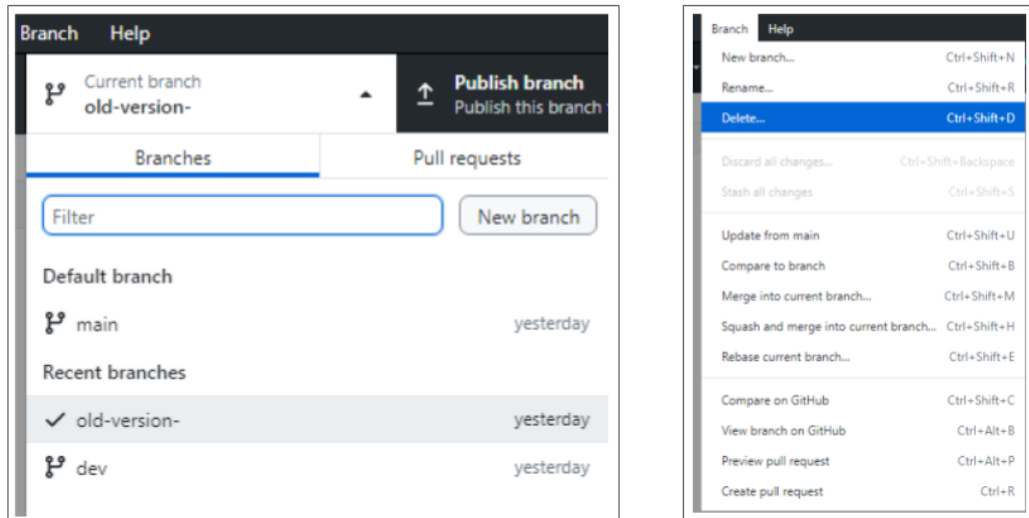 Branch Help
Current branch
old-version-
Publish branch
Publish this branch
Branches Pull requests
Filter New branch
Default branch
main yesterday
Recent branches
old-version- yesterday
dev yesterday
Branch Help
New branch... Ctrl+Shift+N
Rename... Ctrl+Shift+R
Delete... Ctrl+Shift+D
Discard all changes... Ctrl+Shift+Backspace
Stash all changes Ctrl+Shift+S
Update from main Ctrl+Shift+U
Compare to branch Ctrl+Shift+B
Merge into current branch... Ctrl+Shift+M
Squash and merge into current branch... Ctrl+Shift+H
Rebase current branch... Ctrl+Shift+E
Compare on GitHub Ctrl+Shift+C
View branch on GitHub Ctrl+Alt+B
Preview pull request Ctrl+Alt+P
Create pull request Ctrl+R